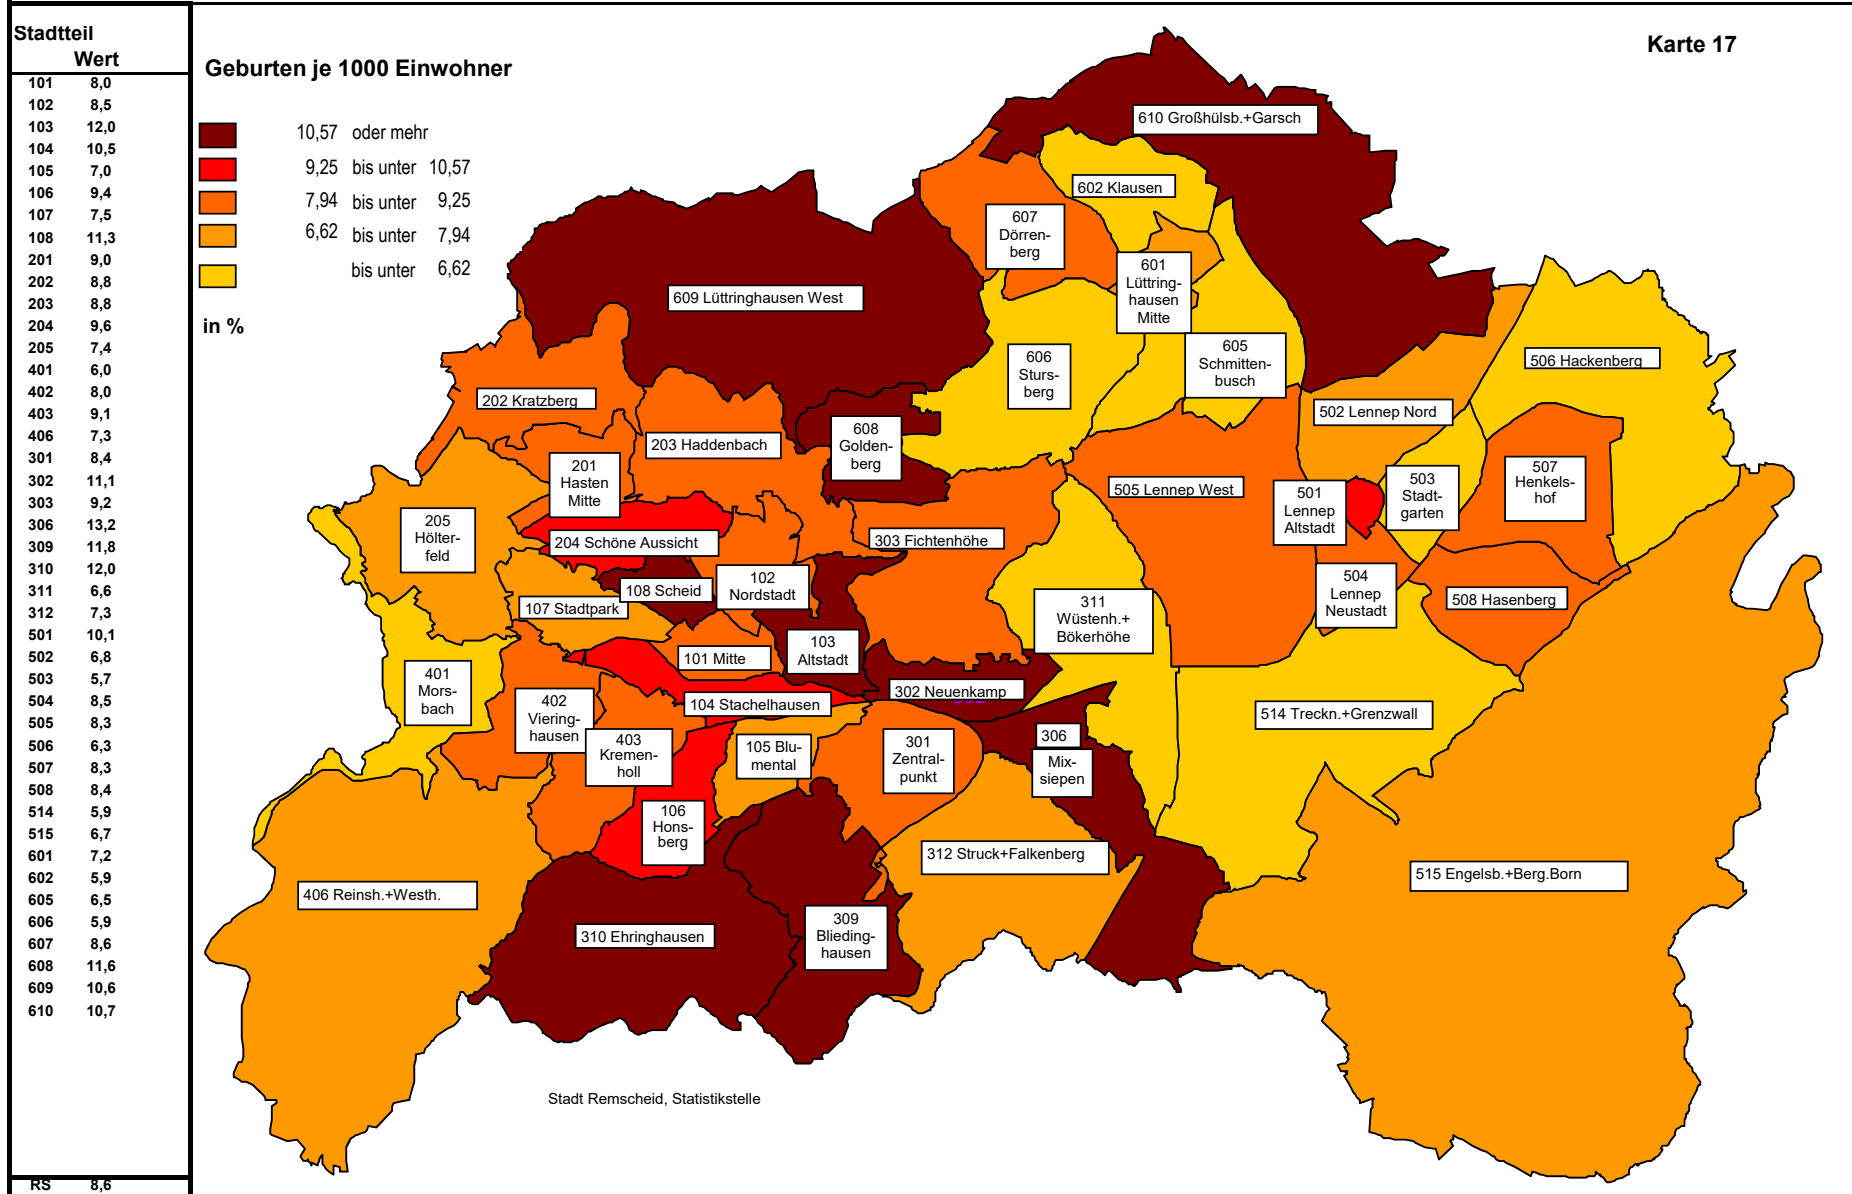 Stadtteil
Wert
101 8,0
102 8,5
103 12,0
104 10,5
105 7,0
106 9,4
107 7,5
108 11,3
201 9,0
202 8,8
203 8,8
204 9,6
205 7,4
401 6,0
402 8,0
403 9,1
406 7,3
301 8,4
302 11,1
303 9,2
306 13,2
309 11,8
310 12,0
311 6,6
312 7,3
501 10,1
502 6,8
503 5,7
504 8,5
505 8,3
506 6,3
507 8,3
508 8,4
514 5,9
515 6,7
601 7,2
602 5,9
605 6,5
606 5,9
607 8,6
608 11,6
609 10,6
610 10,7
RS 8,6
Geburten je 1000 Einwohner
10,57 oder mehr
9,25 bis unter 10,57
7,94 bis unter 9,25
6,62 bis unter 7,94
bis unter 6,62
in %
Karte 17
610 Großhülsb.+Garsch
602 Klausen
607
Dörren-
berg
601
Lüttring-
hausen
Mitte
609 Lüttringhausen West
605
Schmitten-
busch
606
Sturs-
berg
506 Hackenberg
202 Kratzberg
502 Lennep Nord
203 Haddenbach
608
Golden-
berg
201
Hasten
Mitte
505 Lennep West
501
Lennep
Altstadt
503
Stadt-
garten
507
Henkels-
hof
205
Hölter-
feld
204 Schöne Aussicht
303 Fichtenhöhe
108 Scheid
102
Nordstadt
107 Stadtpark
504
Lennep
Neustadt
508 Hasenberg
311
Wüstenh.+
Bökerhöhe
103
Altstadt
101 Mitte
401
Mors-
bach
302 Neuenkamp
402
Viering-
hausen
104 Stachelhausen
514 Treckn.+Grenzwall
403
Kremen-
holl
105 Blu-
mental
301
Zentral-
punkt
306
Mix-
siepen
106
Hons-
berg
312 Struck+Falkenberg
515 Engelsb.+Berg.Born
406 Reinsh.+Westh.
310 Ehringhausen
309
Blieding-
hausen
Stadt Remscheid, Statistikstelle